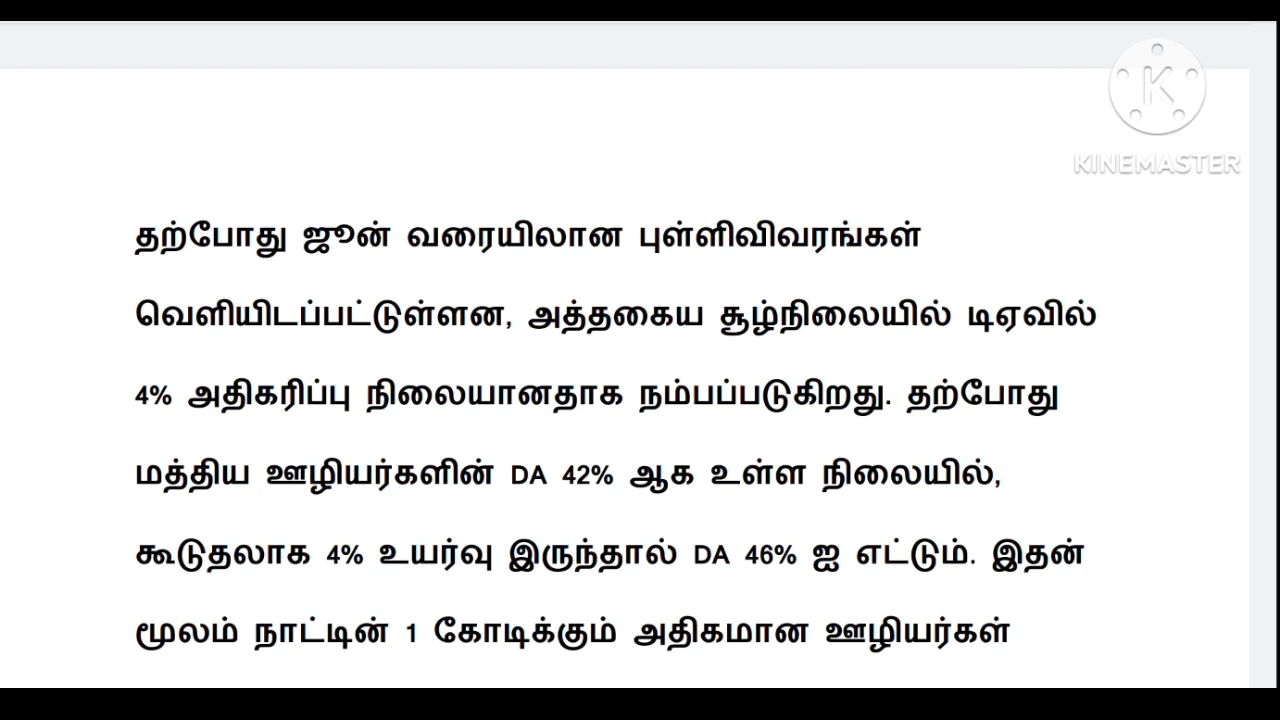 KINEMASTER
தற்போது ஜூன் வரையிலான புள்ளிவிவரங்கள்
வெளியிடப்பட்டுள்ளன, அத்தகைய சூழ்நிலையில் டிஏவில்
4% அதிகரிப்பு நிலையானதாக நம்பப்படுகிறது. தற்போது
மத்திய ஊழியர்களின் DA 42% ஆக உள்ள நிலையில்,
கூடுதலாக 4% உயர்வு இருந்தால் DA 46% ஐ எட்டும். இதன்
மூலம் நாட்டின் 1 கோடிக்கும் அதிகமான ஊழியர்கள்